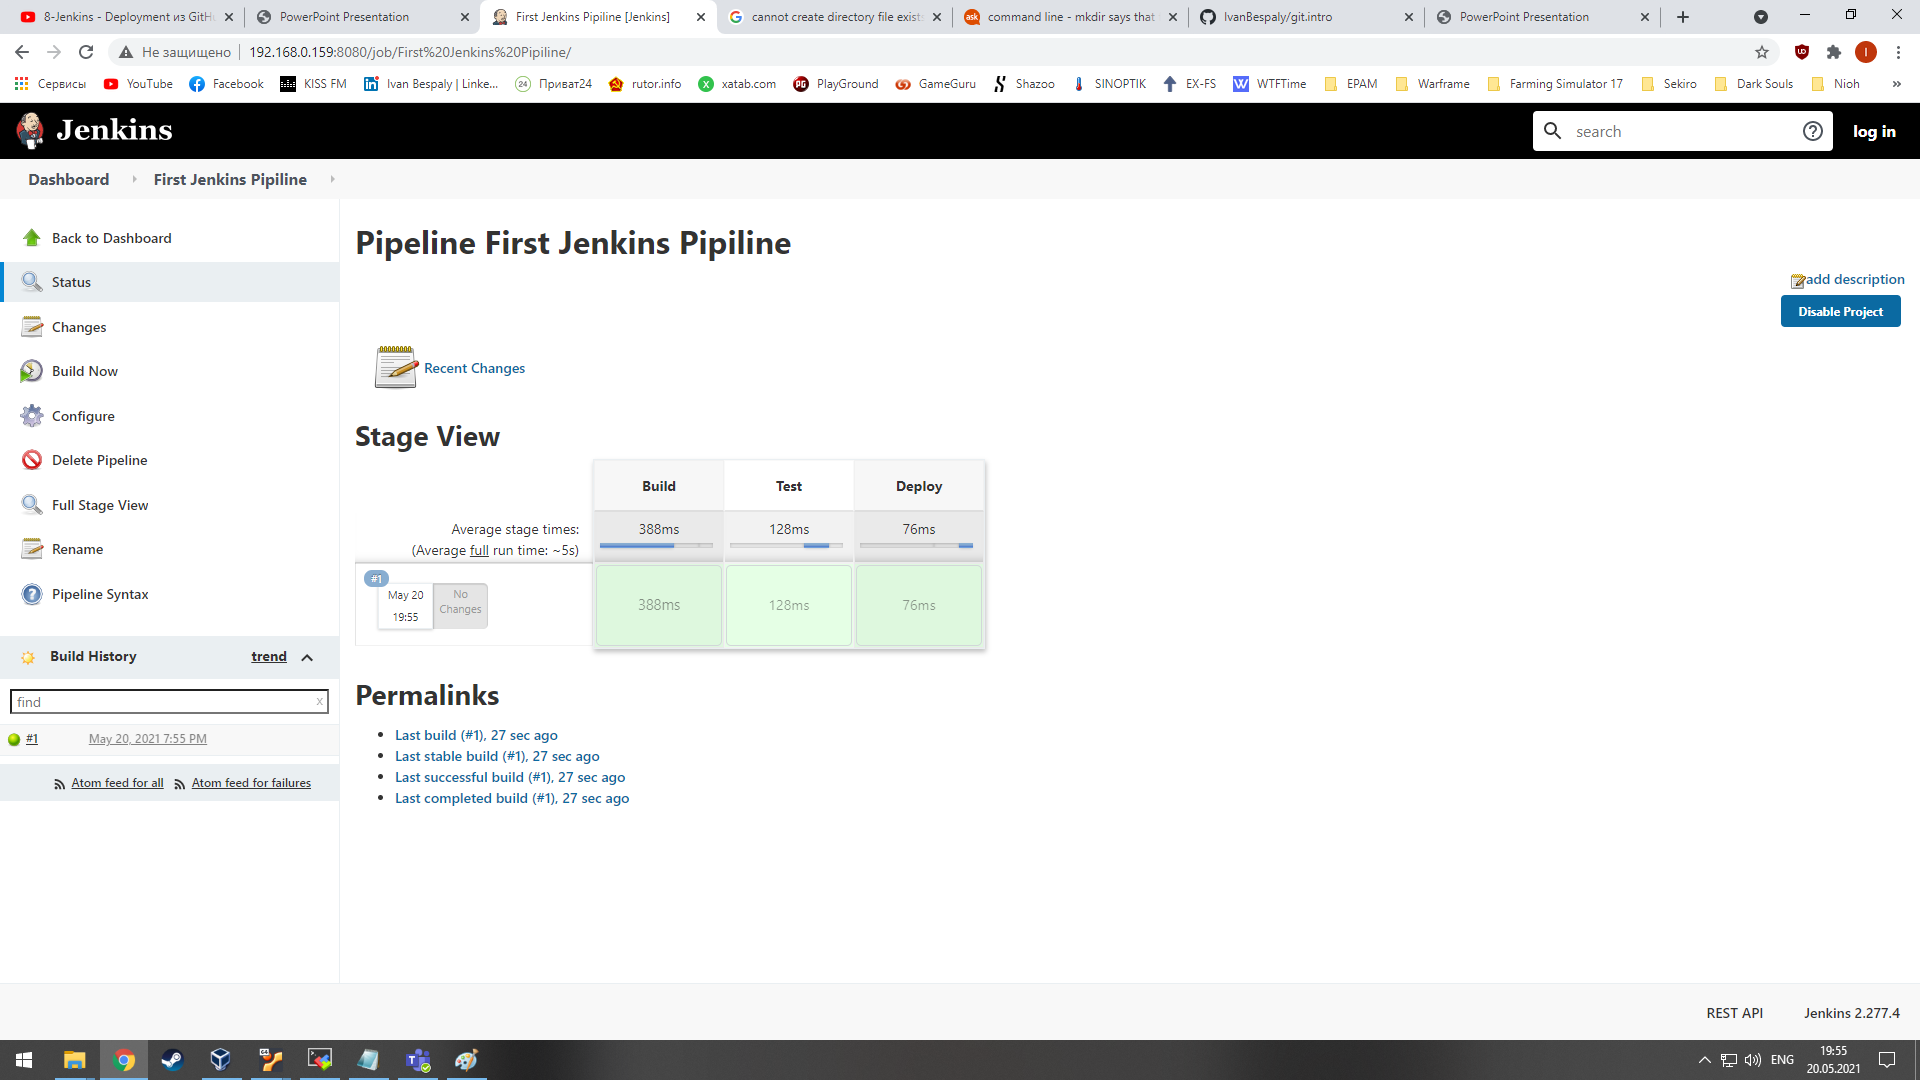 8-Jenkins - Deployment из GitHu
PowerPoint Presentation
First Jenkins Pipiline [Jenkins]
cannot create directory file exist
command line - mkdir says that
IvanBespaly/git.intro
PowerPoint Presentation
Не защищено
192.168.0.159:8080/job/First%20Jenkins%20Pipiline/
Сервисы
YouTube
Facebook
KISS FM
Ivan Bespaly | Linke...
Приват24
rutor.info
xatab.com
PlayGround
GameGuru
Shazoo
SINOPTIK
EX-FS
WTFTime
EPAM
Warframe
Farming Simulator 17
Sekiro
Dark Souls
Nioh
»
Jenkins
search
log in
Dashboard
First Jenkins Pipiline
Back to Dashboard
Status
Changes
Build Now
Configure
Delete Pipeline
Full Stage View
Rename
Pipeline Syntax
Build History
trend
find
x
#1
May 20, 2021 7:55 PM
Atom feed for all
Atom feed for failures
Pipeline First Jenkins Pipiline
add description
Disable Project
Recent Changes
Stage View
Build
Test
Deploy
Average stage times:
(Average full run time: ~5s)
388ms
128ms
76ms
#1
May 20
19:55
No
Changes
388ms
128ms
76ms
Permalinks
Last build (#1), 27 sec ago
Last stable build (#1), 27 sec ago
Last successful build (#1), 27 sec ago
Last completed build (#1), 27 sec ago
REST API
Jenkins 2.277.4
ENG
19:55
20.05.2021